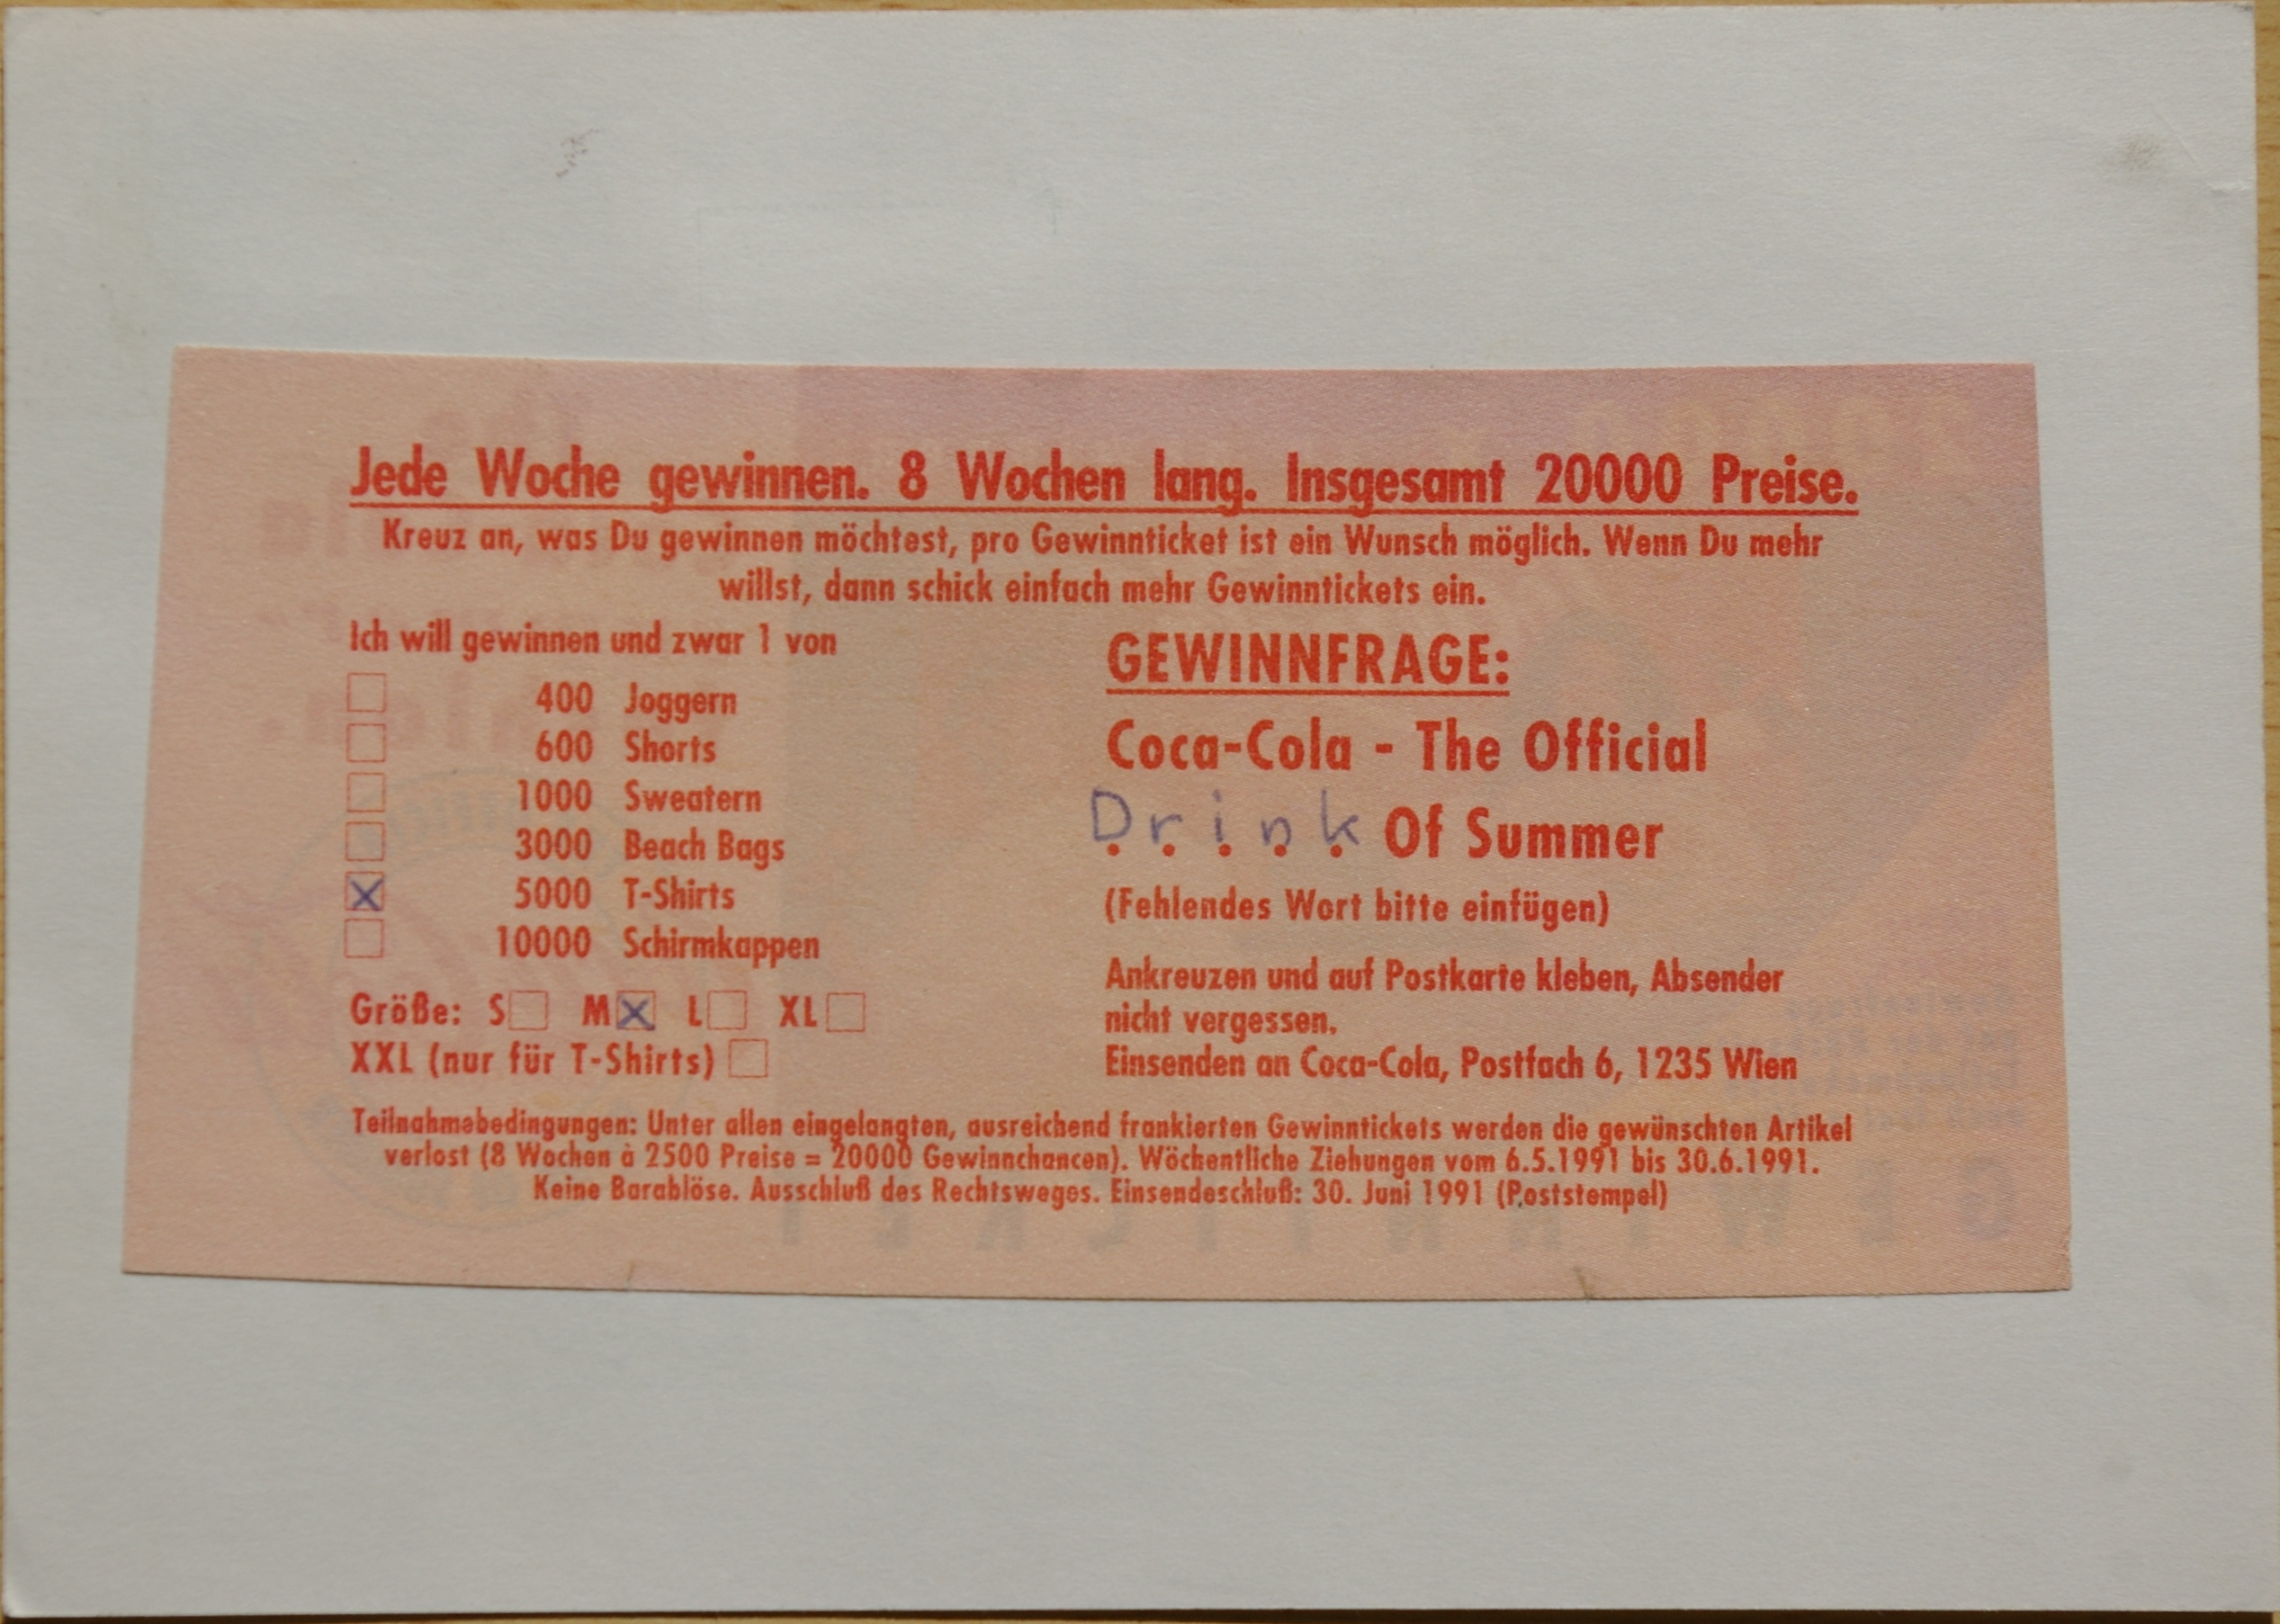 Jede Woche gewinnen. 8 Wochen lang. Insgesamt 20000 Preise.
Kreuz an, was Du gewinnen möchtest, pro Gewinnticket ist ein Wunsch möglich. Wenn Du mehr
willst, dann schick einfach mehr Gewinntickets ein.
Ich will gewinnen und zwar 1 von
400 Joggern
600 Shorts
1000 Sweatern
3000 Beach Bags
X 5000 T-Shirts
10000 Schirmkappen
Größe: S M X L XL
XXL (nur für T-Shirts)
GEWINNFRAGE:
Coca-Cola - The Official
Drink Of Summer
(Fehlendes Wort bitte einfügen)
Ankreuzen und auf Postkarte kleben, Absender
nicht vergessen.
Einsenden an Coca-Cola, Postfach 6, 1235 Wien
Teilnahmebedingungen: Unter allen eingelangten, ausreichend frankierten Gewinntickets werden die gewünschten Artikel
verlost (8 Wochen à 2500 Preise = 20000 Gewinnchancen). Wöchentliche Ziehungen vom 6.5.1991 bis 30.6.1991.
Keine Barablöse. Ausschluß des Rechtsweges. Einsendeschluß: 30. Juni 1991 (Poststempel)